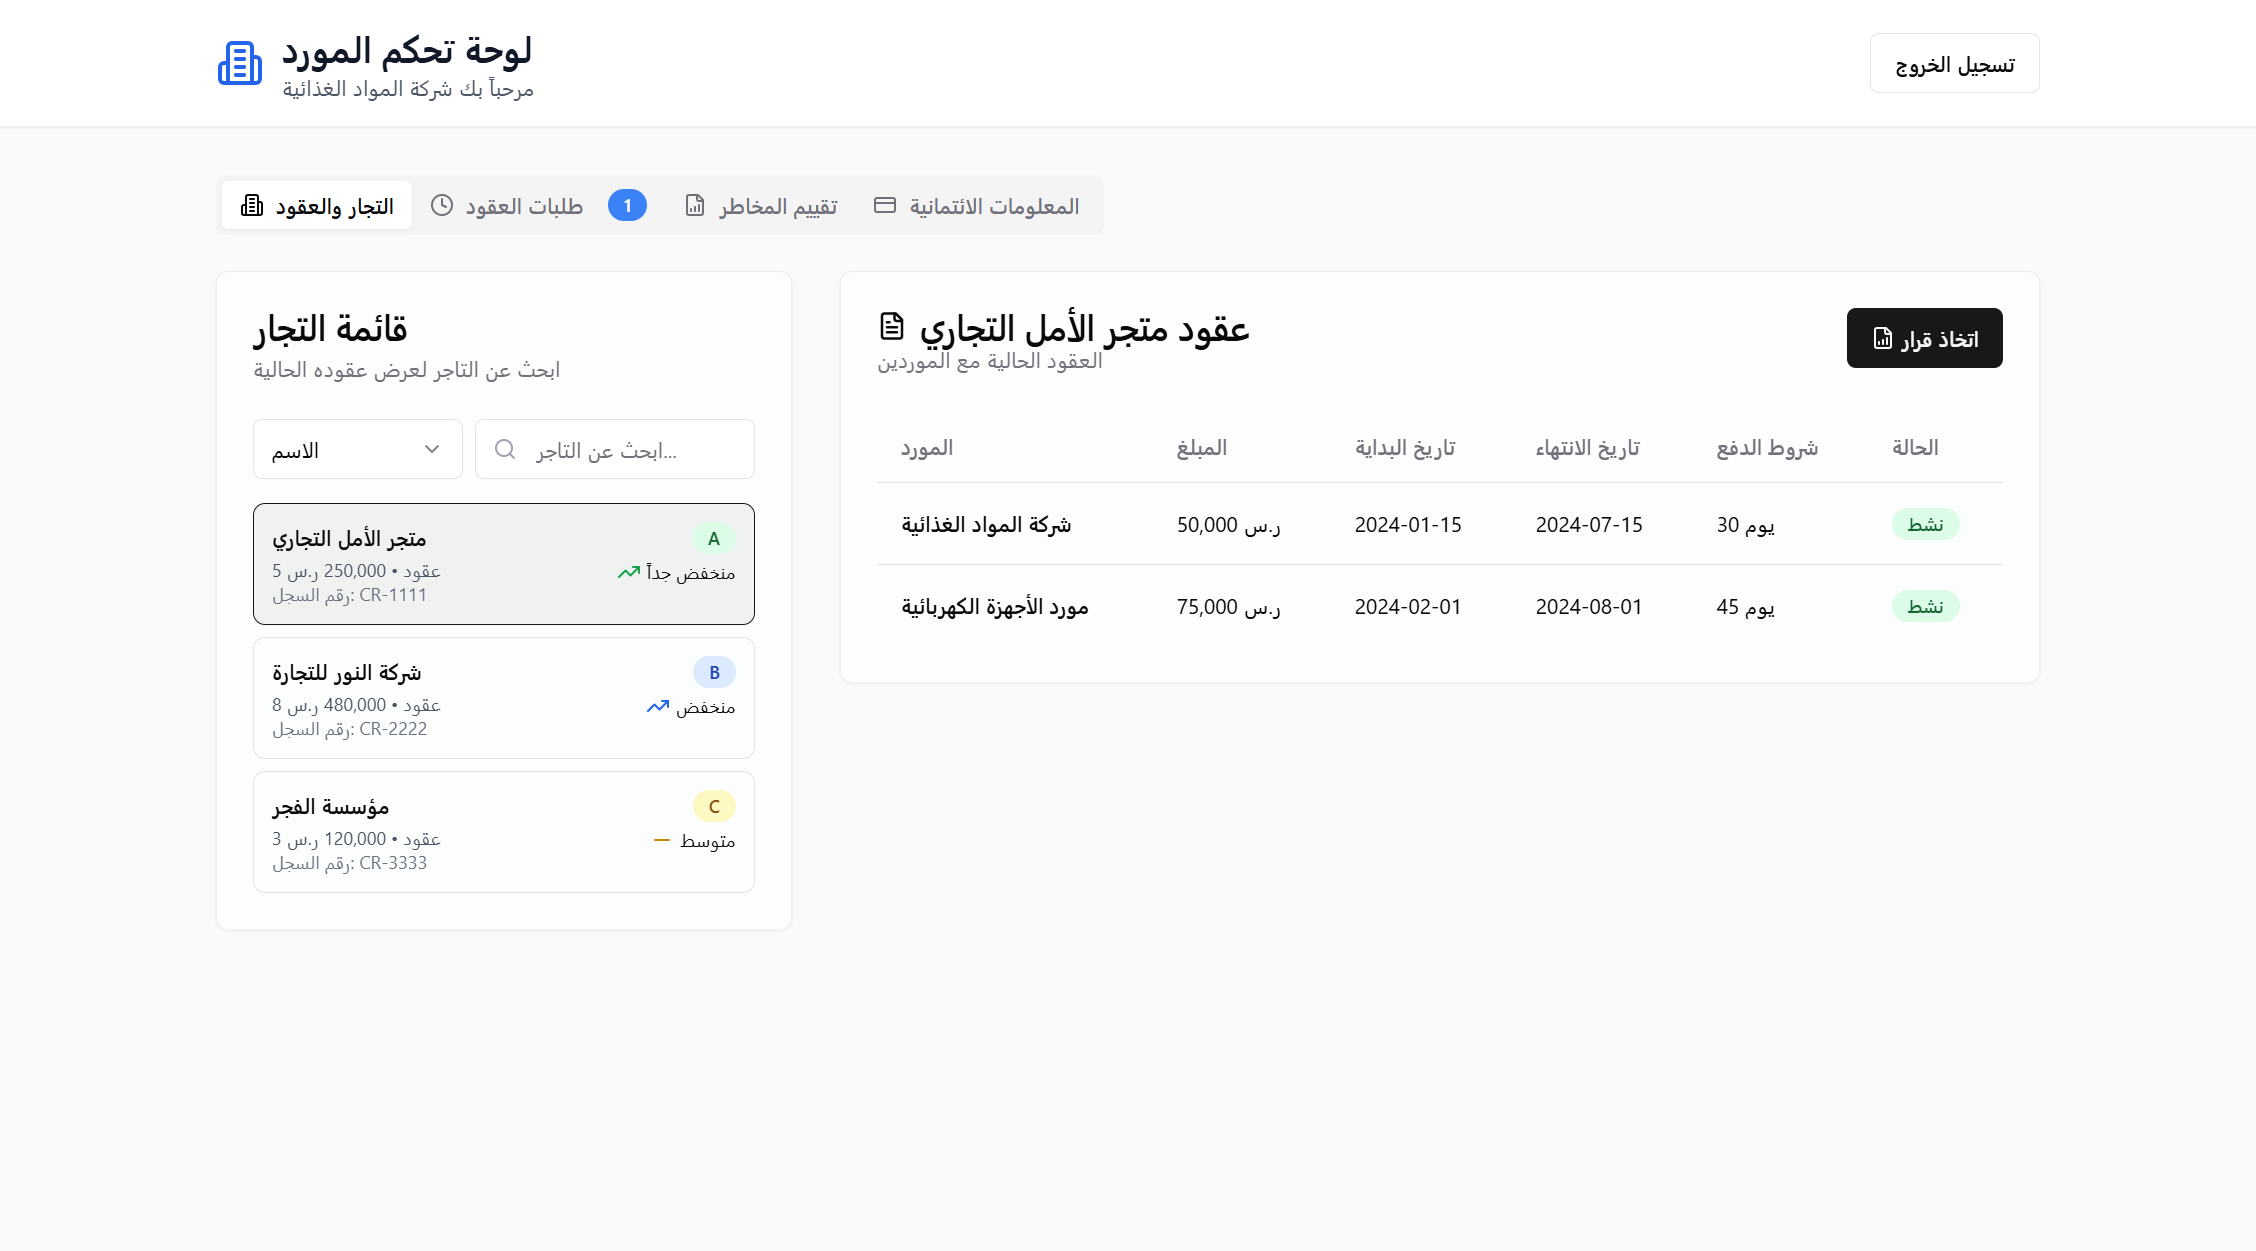 لوحة تحكم المورد
مرحباً بك شركة المواد الغذائية
تسجيل الخروج
التجار والعقود
طلبات العقود 1
تقييم المخاطر
المعلومات الائتمانية
قائمة التجار
ابحث عن التاجر لعرض عقوده الحالية
الاسم
ابحث عن التاجر...
متجر الأمل التجاري
A
5 عقود • 250,000 ر.س
منخفض جداً
رقم السجل: CR-1111
شركة النور للتجارة
B
8 عقود • 480,000 ر.س
منخفض
رقم السجل: CR-2222
مؤسسة الفجر
C
3 عقود • 120,000 ر.س
متوسط
رقم السجل: CR-3333
عقود متجر الأمل التجاري
العقود الحالية مع الموردين
اتخاذ قرار
المورد المبلغ تاريخ البداية تاريخ الانتهاء شروط الدفع الحالة
شركة المواد الغذائية 50,000 ر.س 2024-01-15 2024-07-15 30 يوم نشط
مورد الأجهزة الكهربائية 75,000 ر.س 2024-02-01 2024-08-01 45 يوم نشط